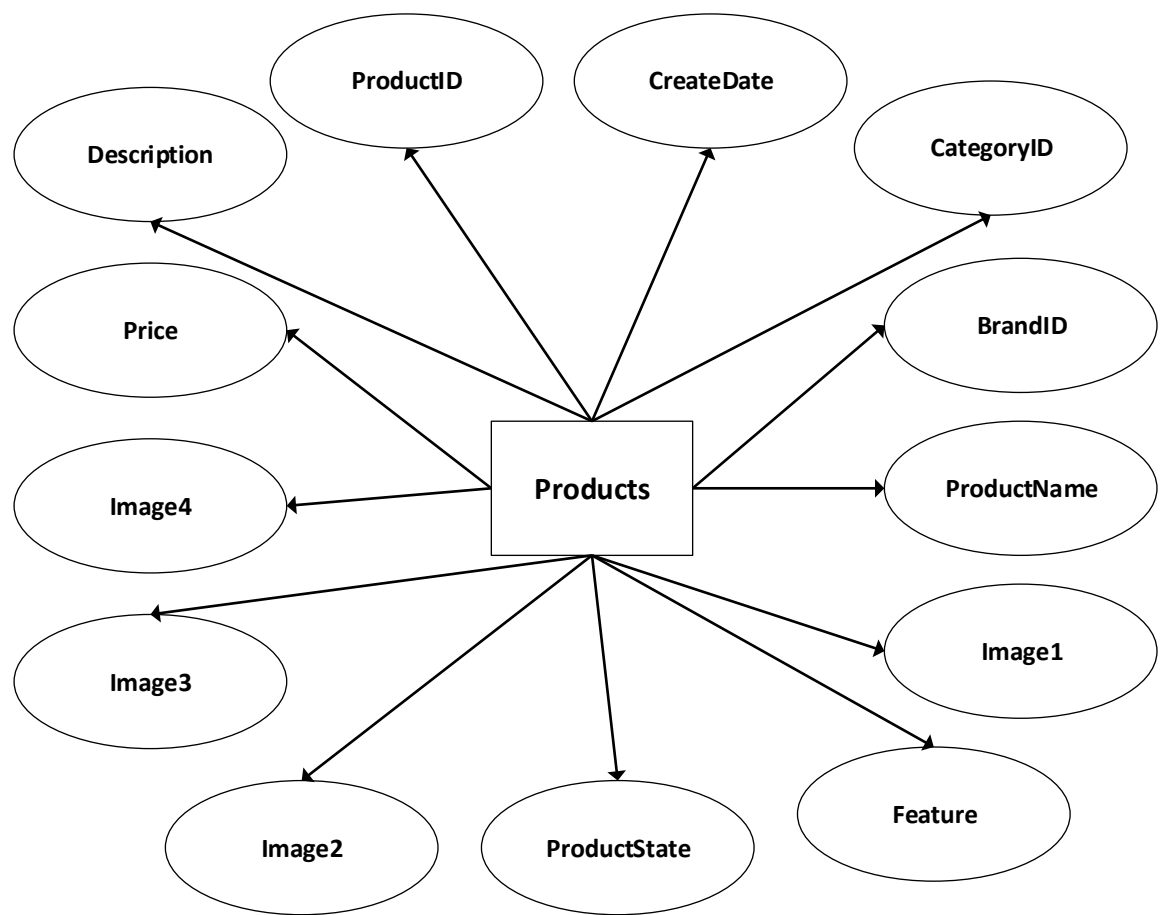 ProductID
CreateDate
Description
CategoryID
Price
BrandID
Products
Image4
ProductName
Image3
Image1
Image2
ProductState
Feature